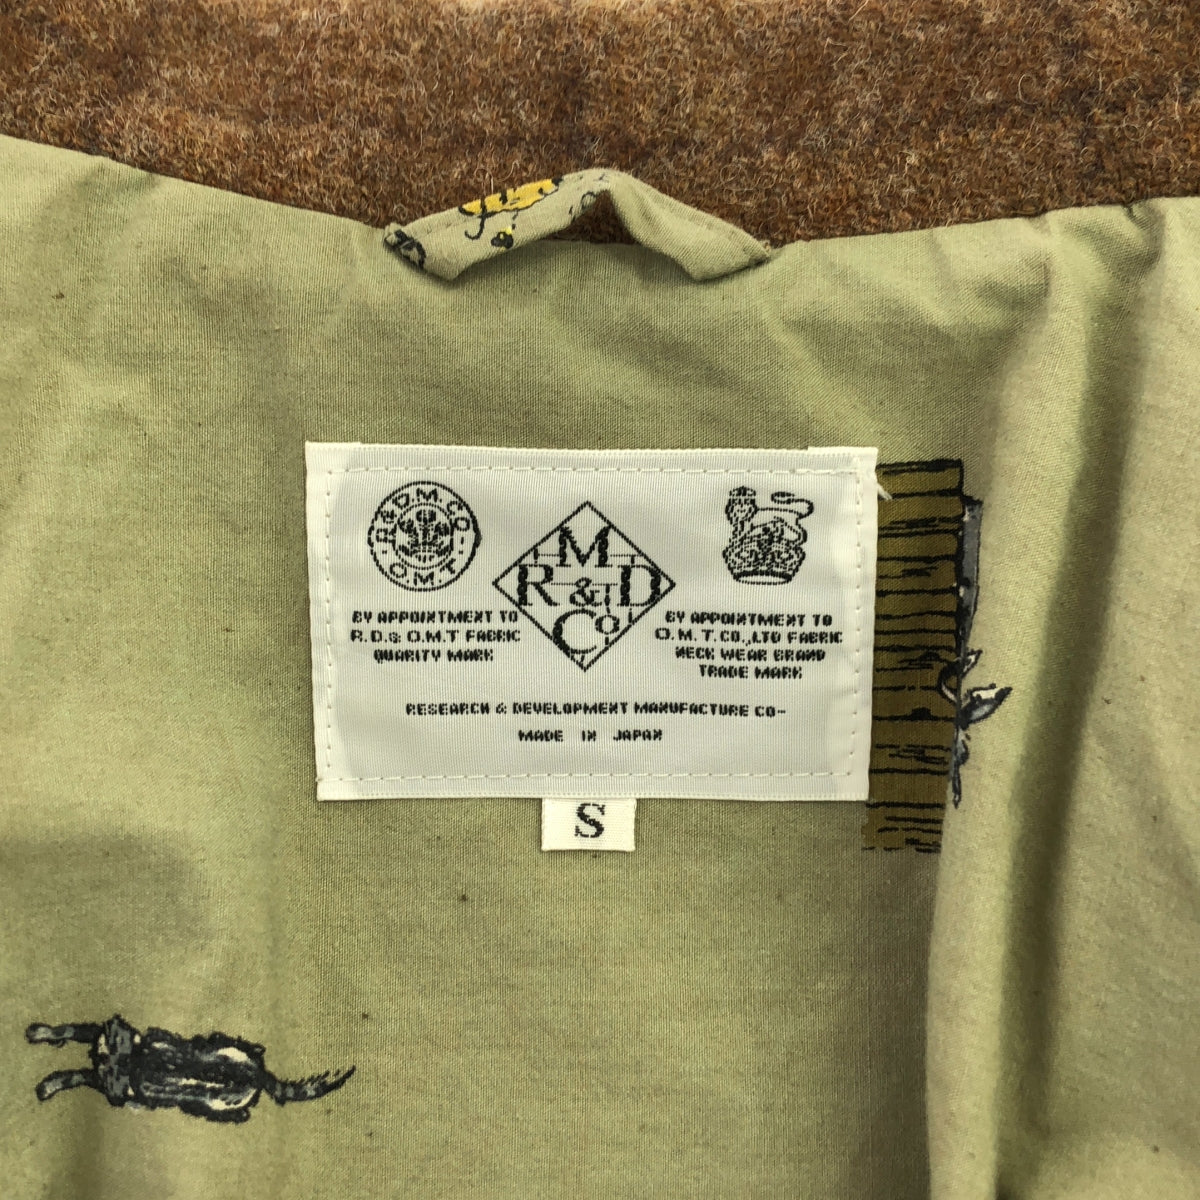 R.&D.M.CO.
O.M.T.
M
R & D
Co
BY APPOINTMENT TO
R.D.& O.M.T FABRIC
QUARITY MARK
BY APPOINTMENT TO
O.M.T.CO.,LTD FABRIC
NECK WEAR BRAND
TRADE MARK
RESEARCH & DEVELOPMENT MANUFACTURE CO-
MADE IN JAPAN
S